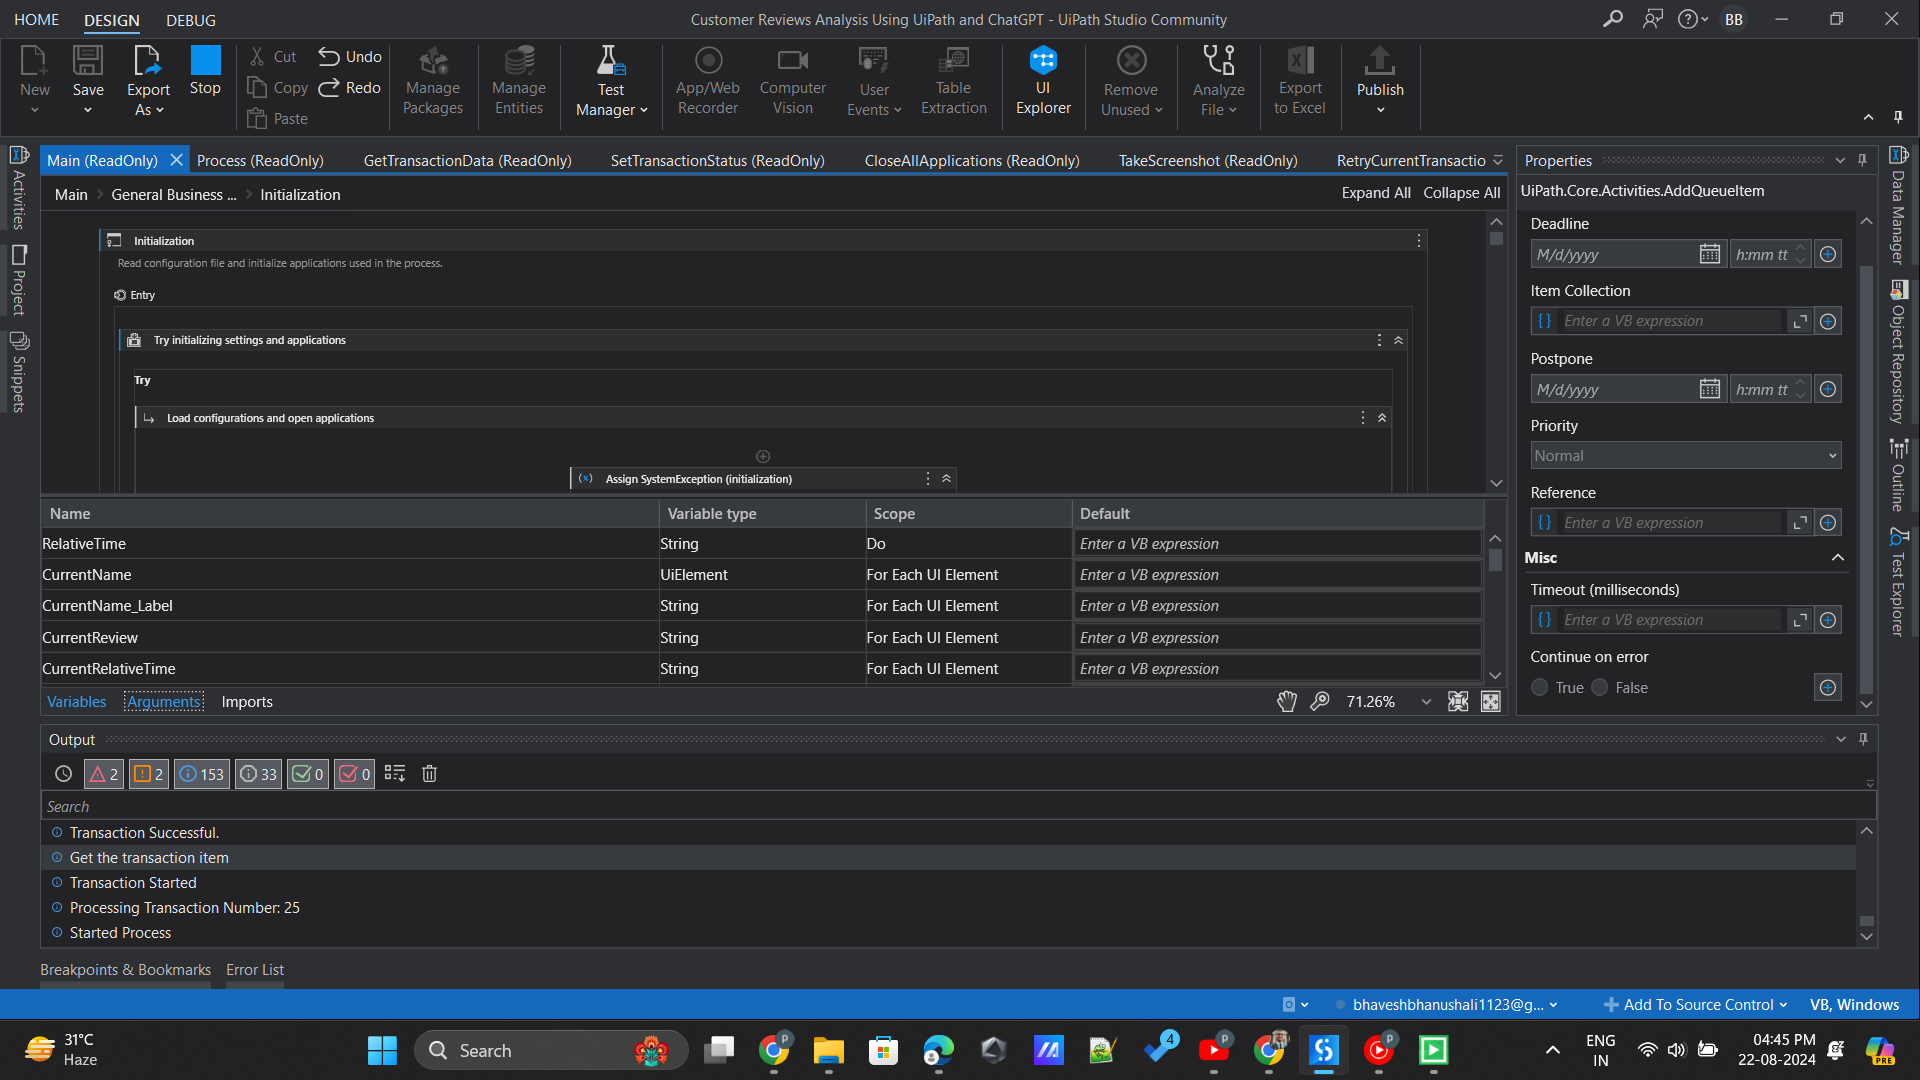 HOME DESIGN DEBUG
Customer Reviews Analysis Using UiPath and ChatGPT - UiPath Studio Community
BB
New
Save
Export As
Stop
Cut
Copy
Paste
Undo
Redo
Manage Packages
Manage Entities
Test Manager
App/Web Recorder
Computer Vision
User Events
Table Extraction
UI Explorer
Remove Unused
Analyze File
Export to Excel
Publish
Activities
Project
Snippets
Main (ReadOnly) Process (ReadOnly) GetTransactionData (ReadOnly) SetTransactionStatus (ReadOnly) CloseAllApplications (ReadOnly) TakeScreenshot (ReadOnly) RetryCurrentTransactio
Main > General Business ... > Initialization
Expand All Collapse All
Initialization
Read configuration file and initialize applications used in the process.
Entry
Try initializing settings and applications
Try
Load configurations and open applications
Assign SystemException (initialization)
Name Variable type Scope Default
RelativeTime String Do Enter a VB expression
CurrentName UiElement For Each UI Element Enter a VB expression
CurrentName_Label String For Each UI Element Enter a VB expression
CurrentReview String For Each UI Element Enter a VB expression
CurrentRelativeTime String For Each UI Element Enter a VB expression
Variables Arguments Imports
71.26%
Properties
UiPath.Core.Activities.AddQueueItem
Deadline
M/d/yyyy h:mm tt
Item Collection
Enter a VB expression
Postpone
M/d/yyyy h:mm tt
Priority
Normal
Reference
Enter a VB expression
Misc
Timeout (milliseconds)
Enter a VB expression
Continue on error
True False
Data Manager
Object Repository
Outline
Test Explorer
Output
2 2 153 33 0 0
Search
Transaction Successful.
Get the transaction item
Transaction Started
Processing Transaction Number: 25
Started Process
Breakpoints & Bookmarks Error List
bhaveshbhanushali1123@g... Add To Source Control VB, Windows
31°C
Haze
Search
P
4
P
P
ENG
IN
04:45 PM
22-08-2024
PRE